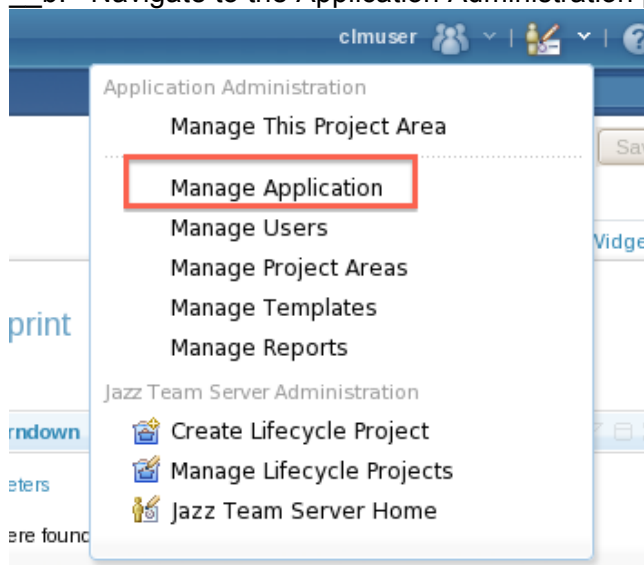 __b. Navigate to the Application Administration
clmuser
Application Administration
Manage This Project Area
Manage Application
Manage Users
Manage Project Areas
Manage Templates
Manage Reports
Jazz Team Server Administration
Create Lifecycle Project
Manage Lifecycle Projects
Jazz Team Server Home
Sav
Widge
print
rndown
eters
ere found